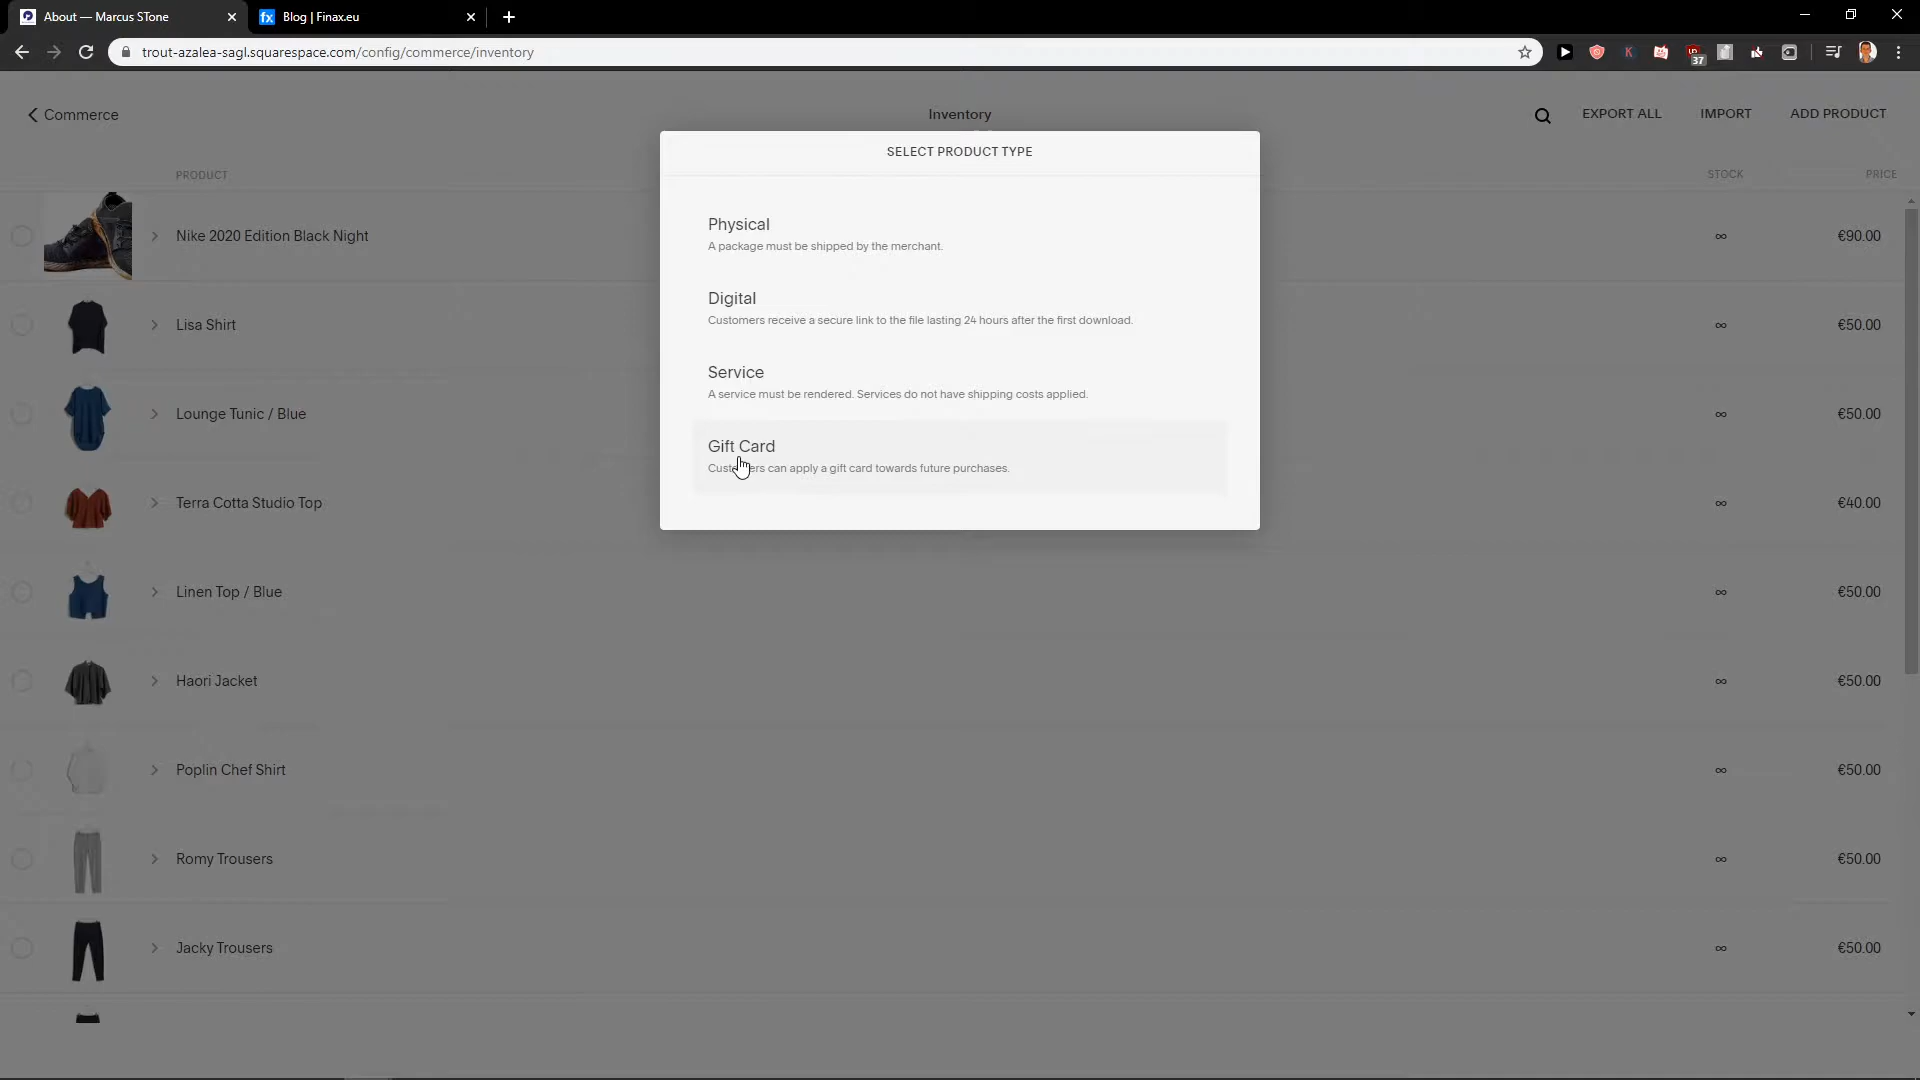 About — Marcus STone
Blog | Finax.eu
trout-azalea-sagl.squarespace.com/config/commerce/inventory
37
Commerce
Inventory
EXPORT ALL
IMPORT
ADD PRODUCT
PRODUCT
STOCK
PRICE
SELECT PRODUCT TYPE
Physical
A package must be shipped by the merchant.
Digital
Customers receive a secure link to the file lasting 24 hours after the first download.
Service
A service must be rendered. Services do not have shipping costs applied.
Gift Card
Customers can apply a gift card towards future purchases.
Nike 2020 Edition Black Night ∞ €90.00
Lisa Shirt ∞ €50.00
Lounge Tunic / Blue ∞ €50.00
Terra Cotta Studio Top ∞ €40.00
Linen Top / Blue ∞ €50.00
Haori Jacket ∞ €50.00
Poplin Chef Shirt ∞ €50.00
Romy Trousers ∞ €50.00
Jacky Trousers ∞ €50.00